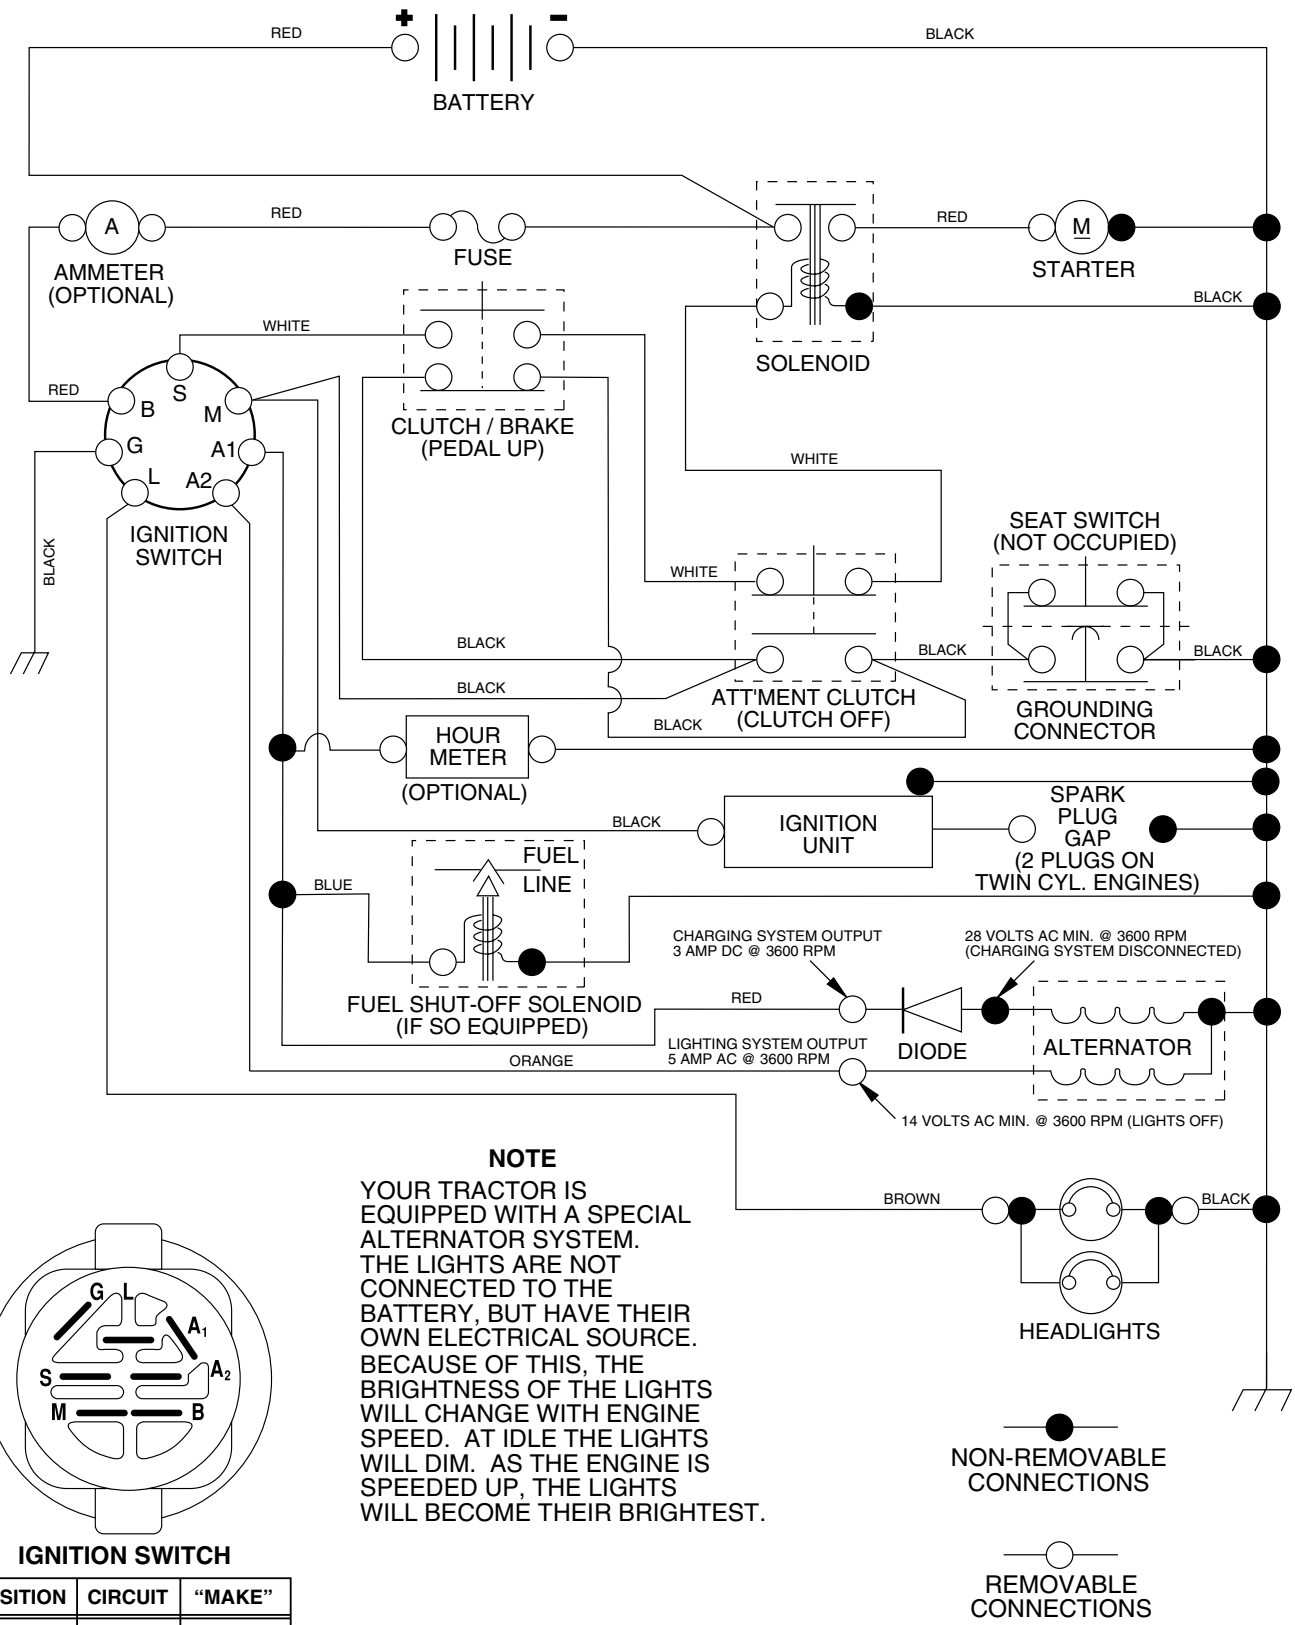 + -
RED
BLACK
BATTERY
A
RED
FUSE
RED
M
AMMETER
(OPTIONAL)
STARTER
BLACK
SOLENOID
WHITE
CLUTCH / BRAKE
(PEDAL UP)
RED
S
B
M
G
A1
L
A2
IGNITION
SWITCH
BLACK
WHITE
WHITE
SEAT SWITCH
(NOT OCCUPIED)
BLACK
BLACK
BLACK
BLACK
BLACK
ATT'MENT CLUTCH
(CLUTCH OFF)
GROUNDING
CONNECTOR
HOUR
METER
(OPTIONAL)
BLACK
IGNITION
UNIT
SPARK
PLUG
GAP
(2 PLUGS ON
TWIN CYL. ENGINES)
BLUE
FUEL
LINE
FUEL SHUT-OFF SOLENOID
(IF SO EQUIPPED)
CHARGING SYSTEM OUTPUT
3 AMP DC @ 3600 RPM
28 VOLTS AC MIN. @ 3600 RPM
(CHARGING SYSTEM DISCONNECTED)
RED
DIODE
ALTERNATOR
LIGHTING SYSTEM OUTPUT
5 AMP AC @ 3600 RPM
ORANGE
14 VOLTS AC MIN. @ 3600 RPM (LIGHTS OFF)
BROWN
BLACK
HEADLIGHTS
NOTE
YOUR TRACTOR IS
EQUIPPED WITH A SPECIAL
ALTERNATOR SYSTEM.
THE LIGHTS ARE NOT
CONNECTED TO THE
BATTERY, BUT HAVE THEIR
OWN ELECTRICAL SOURCE.
BECAUSE OF THIS, THE
BRIGHTNESS OF THE LIGHTS
WILL CHANGE WITH ENGINE
SPEED. AT IDLE THE LIGHTS
WILL DIM. AS THE ENGINE IS
SPEEDED UP, THE LIGHTS
WILL BECOME THEIR BRIGHTEST.
G L
A1
S
A2
M
B
IGNITION SWITCH
SITION CIRCUIT “MAKE”
NON-REMOVABLE
CONNECTIONS
REMOVABLE
CONNECTIONS